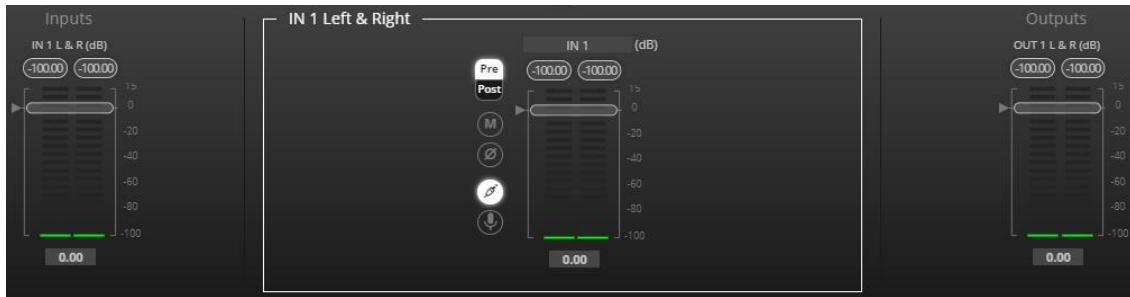 Inputs
IN 1 L & R (dB)
-100.00 -100.00
15
0
-20
-40
-60
-80
-100
0.00
IN 1 Left & Right
IN 1 (dB)
Pre
Post
-100.00 -100.00
M
Ø
15
0
-20
-40
-60
-80
-100
0.00
Outputs
OUT 1 L & R (dB)
-100.00 -100.00
15
0
-20
-40
-60
-80
-100
0.00